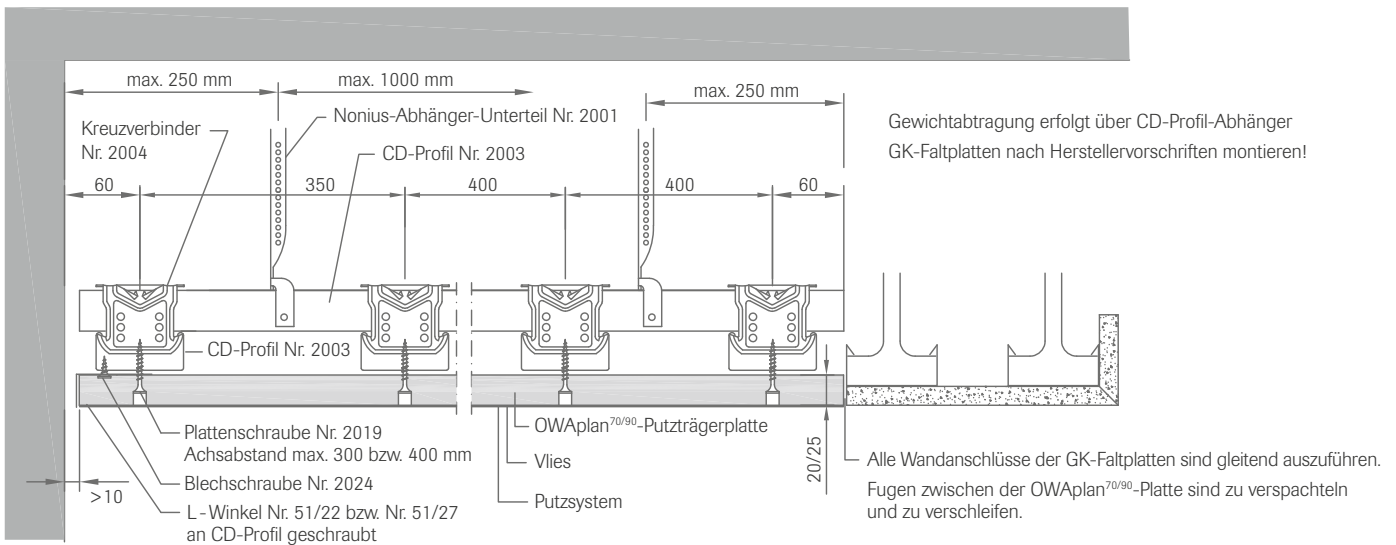 max. 250 mm
max. 1000 mm
max. 250 mm
Nonius-Abhänger-Unterteil Nr. 2001
Kreuzverbinder
Nr. 2004
CD-Profil Nr. 2003
Gewichtabtragung erfolgt über CD-Profil-Abhänger
GK-Faltplatten nach Herstellervorschriften montieren!
60
350
400
400
60
CD-Profil Nr. 2003
Plattenschraube Nr. 2019
Achsabstand max. 300 bzw. 400 mm
Blechschraube Nr. 2024
>10
L-Winkel Nr. 51/22 bzw. Nr. 51/27
an CD-Profil geschraubt
OWAplan70/90-Putzträgerplatte
Vlies
Putzsystem
20/25
Alle Wandanschlüsse der GK-Faltplatten sind gleitend auszuführen.
Fugen zwischen der OWAplan70/90-Platte sind zu verspachteln
und zu verschleifen.